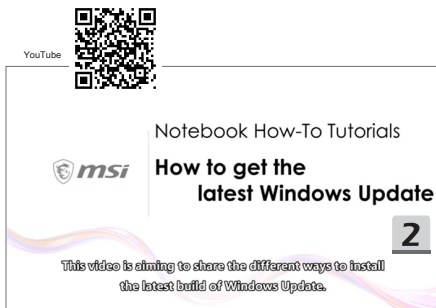 YouTube
Notebook How-To Tutorials
msi
How to get the
latest Windows Update
2
This video is aiming to share the different ways to install
the latest build of Windows Update.